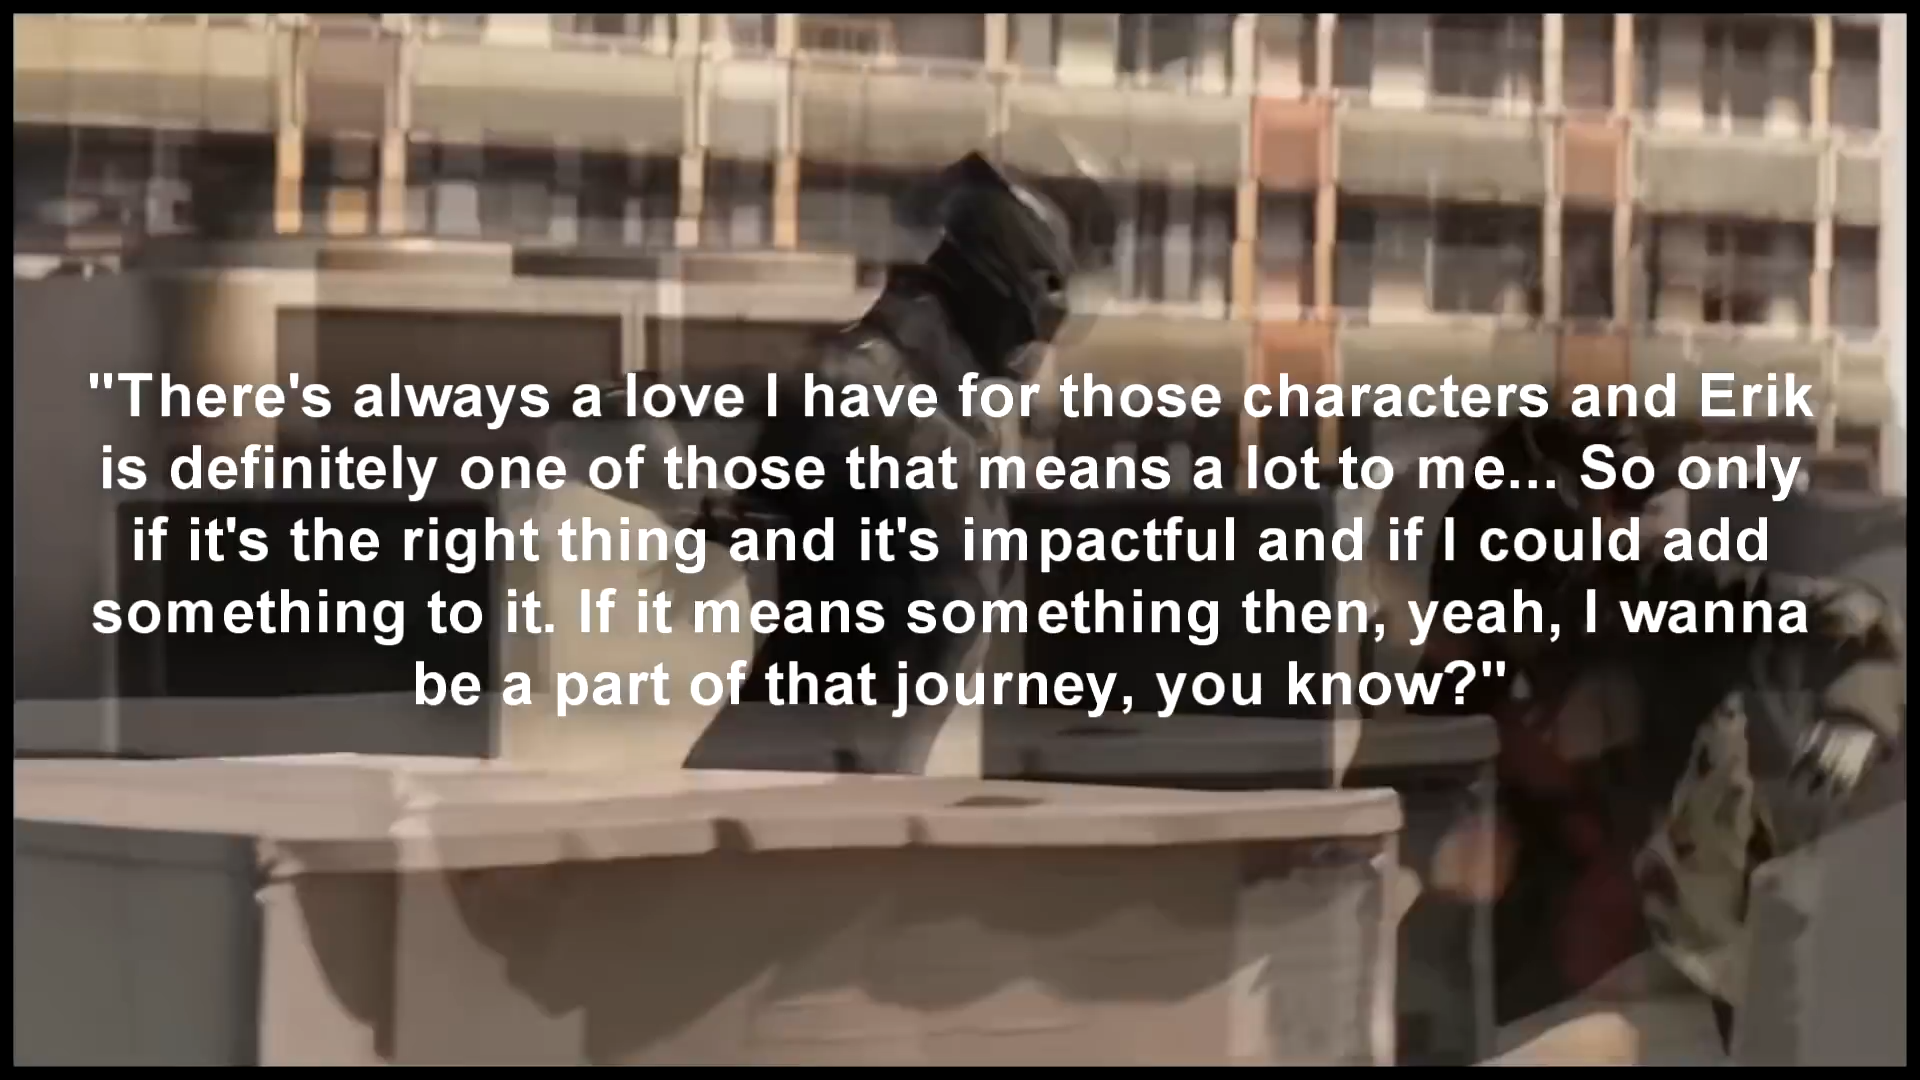 "There's always a love I have for those characters and Erik
is definitely one of those that means a lot to me... So only
if it's the right thing and it's impactful and if I could add
something to it. If it means something then, yeah, I wanna
be a part of that journey, you know?"